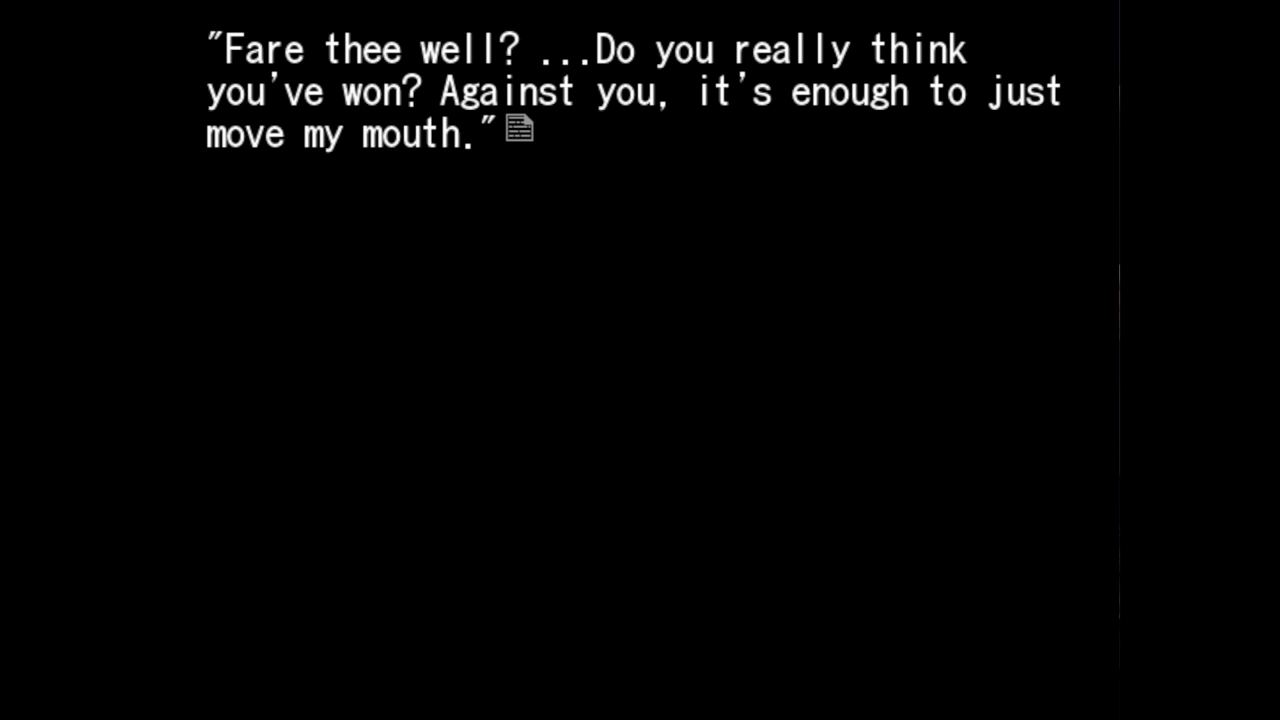 "Fare thee well? ...Do you really think
you've won? Against you, it's enough to just
move my mouth."